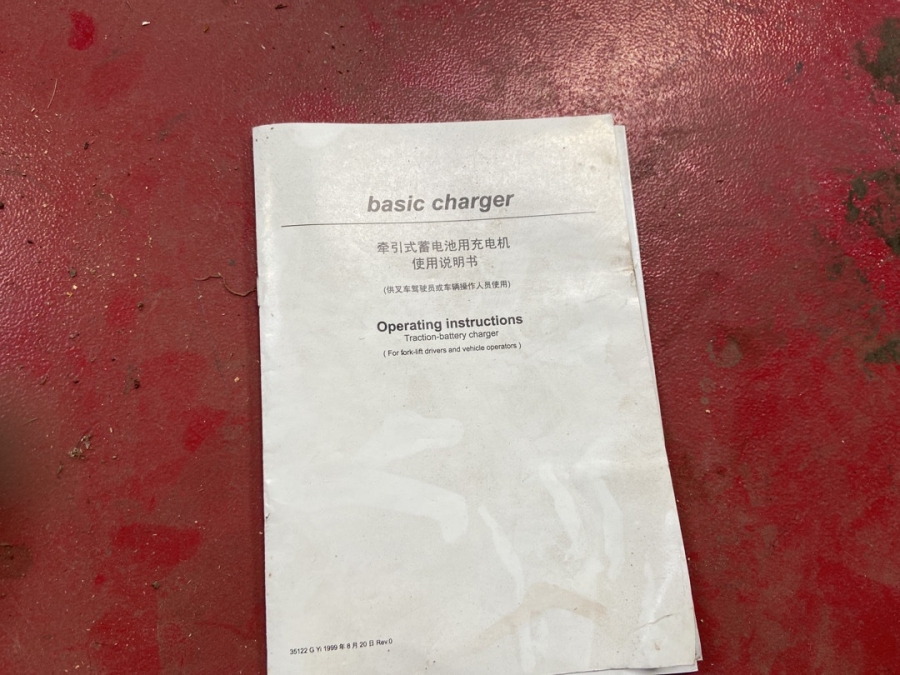 basic charger
牵引式蓄电池用充电机
使用说明书
(供叉车驾驶员或车辆操作人员使用)
Operating instructions
Traction-battery charger
( For fork-lift drivers and vehicle operators )
35122 G Yi 1999 年 8 月 20 日 Rev0